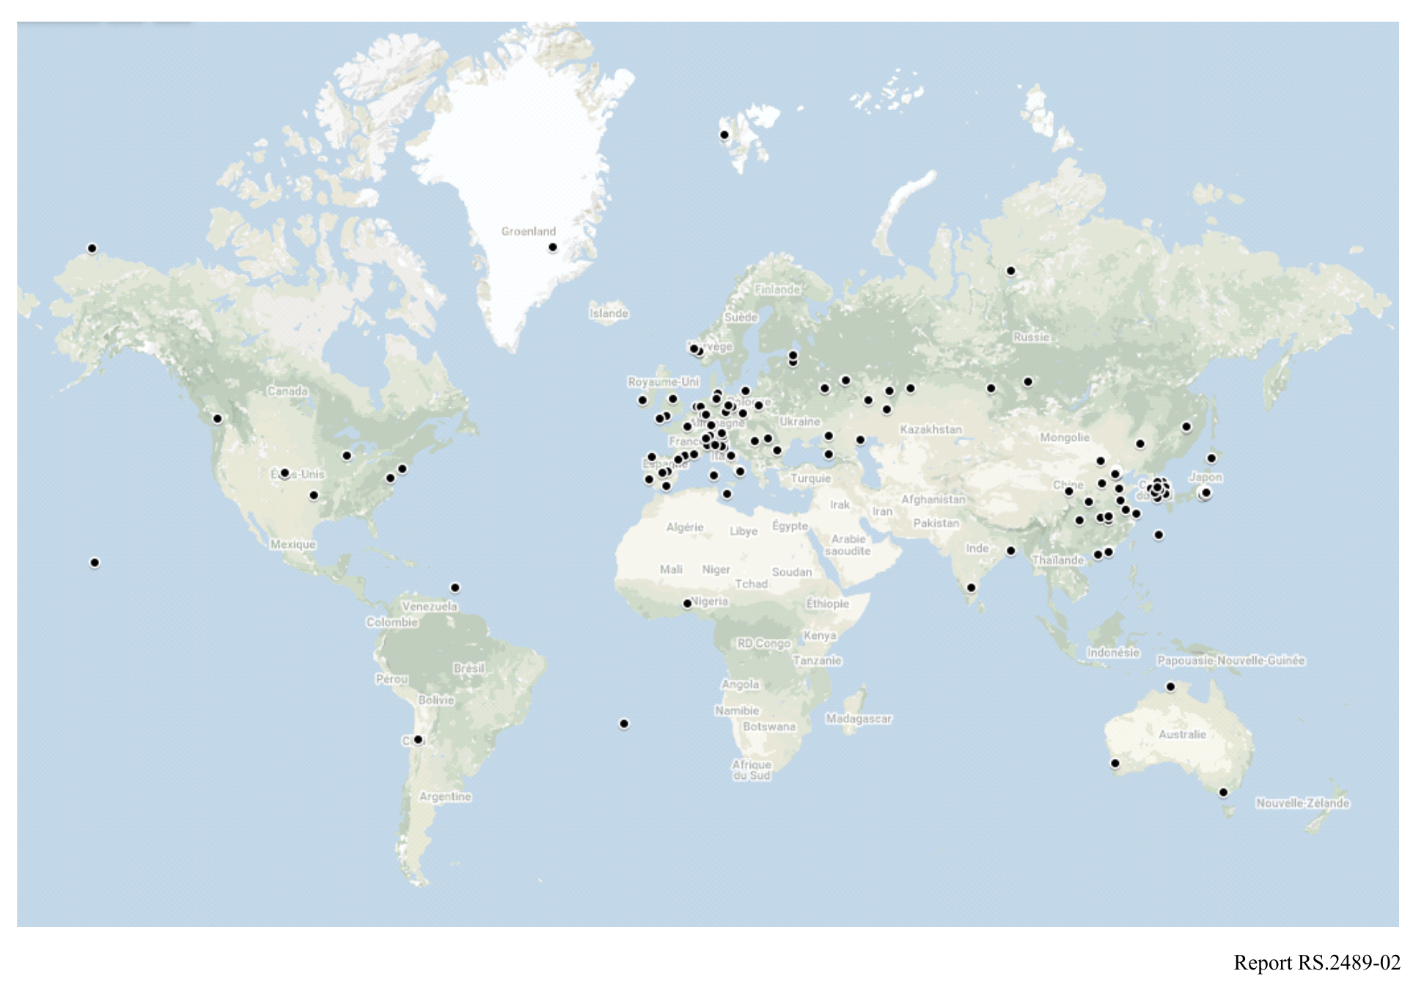 Groenland
Islande
Finlande
Suède
Russie
Royaume-Uni
Canada
Ukraine
Kazakhstan
Mongolie
France
États-Unis
Espagne
Turquie
Chine
Japon
Afghanistan
Irak
Iran
Pakistan
Algérie
Libye
Égypte
Arabie
saoudite
Mexique
Inde
Thaïlande
Mali
Niger
Tchad
Soudan
Nigeria
Éthiopie
Venezuela
Colombie
RD Congo
Kenya
Tanzanie
Indonésie
Papouasie-Nouvelle-Guinée
Brésil
Pérou
Bolivie
Angola
Namibie
Botswana
Madagascar
Australie
Afrique
du Sud
Argentine
Nouvelle-Zélande
Report RS.2489-02